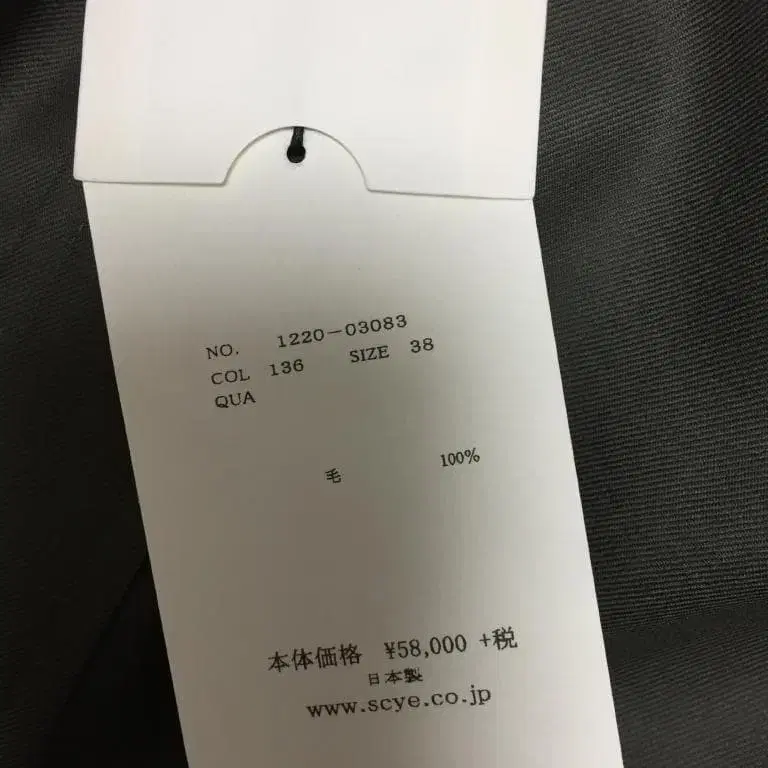 NO. 1220-03083
COL 136 SIZE 38
QUA
毛 100%
本体価格 ¥58,000 +税
日本製
www.scye.co.jp